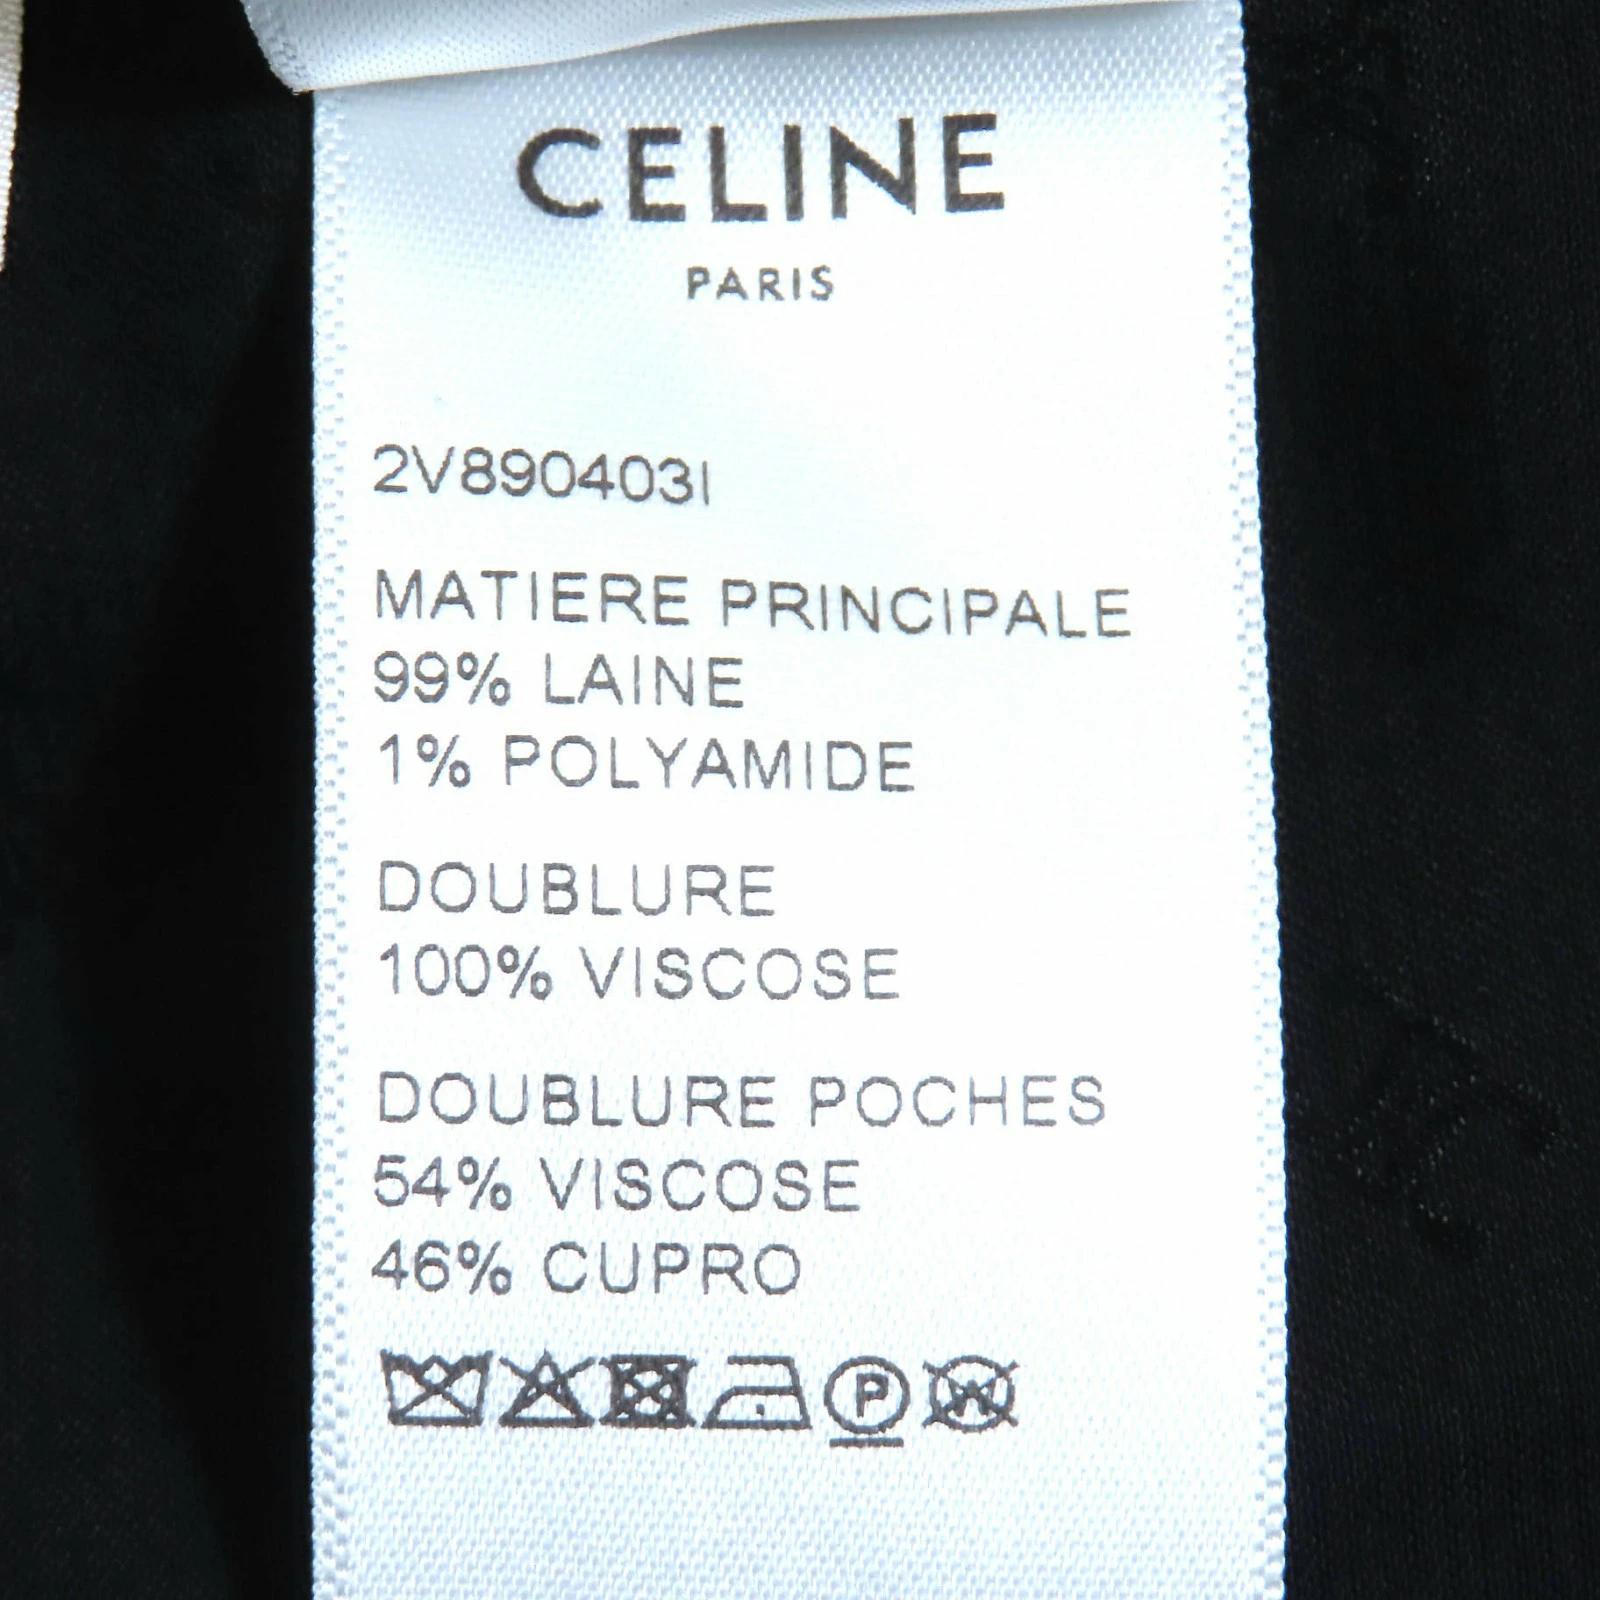 CELINE
PARIS
2V890403I
MATIERE PRINCIPALE
99% LAINE
1% POLYAMIDE
DOUBLURE
100% VISCOSE
DOUBLURE POCHES
54% VISCOSE
46% CUPRO
P W